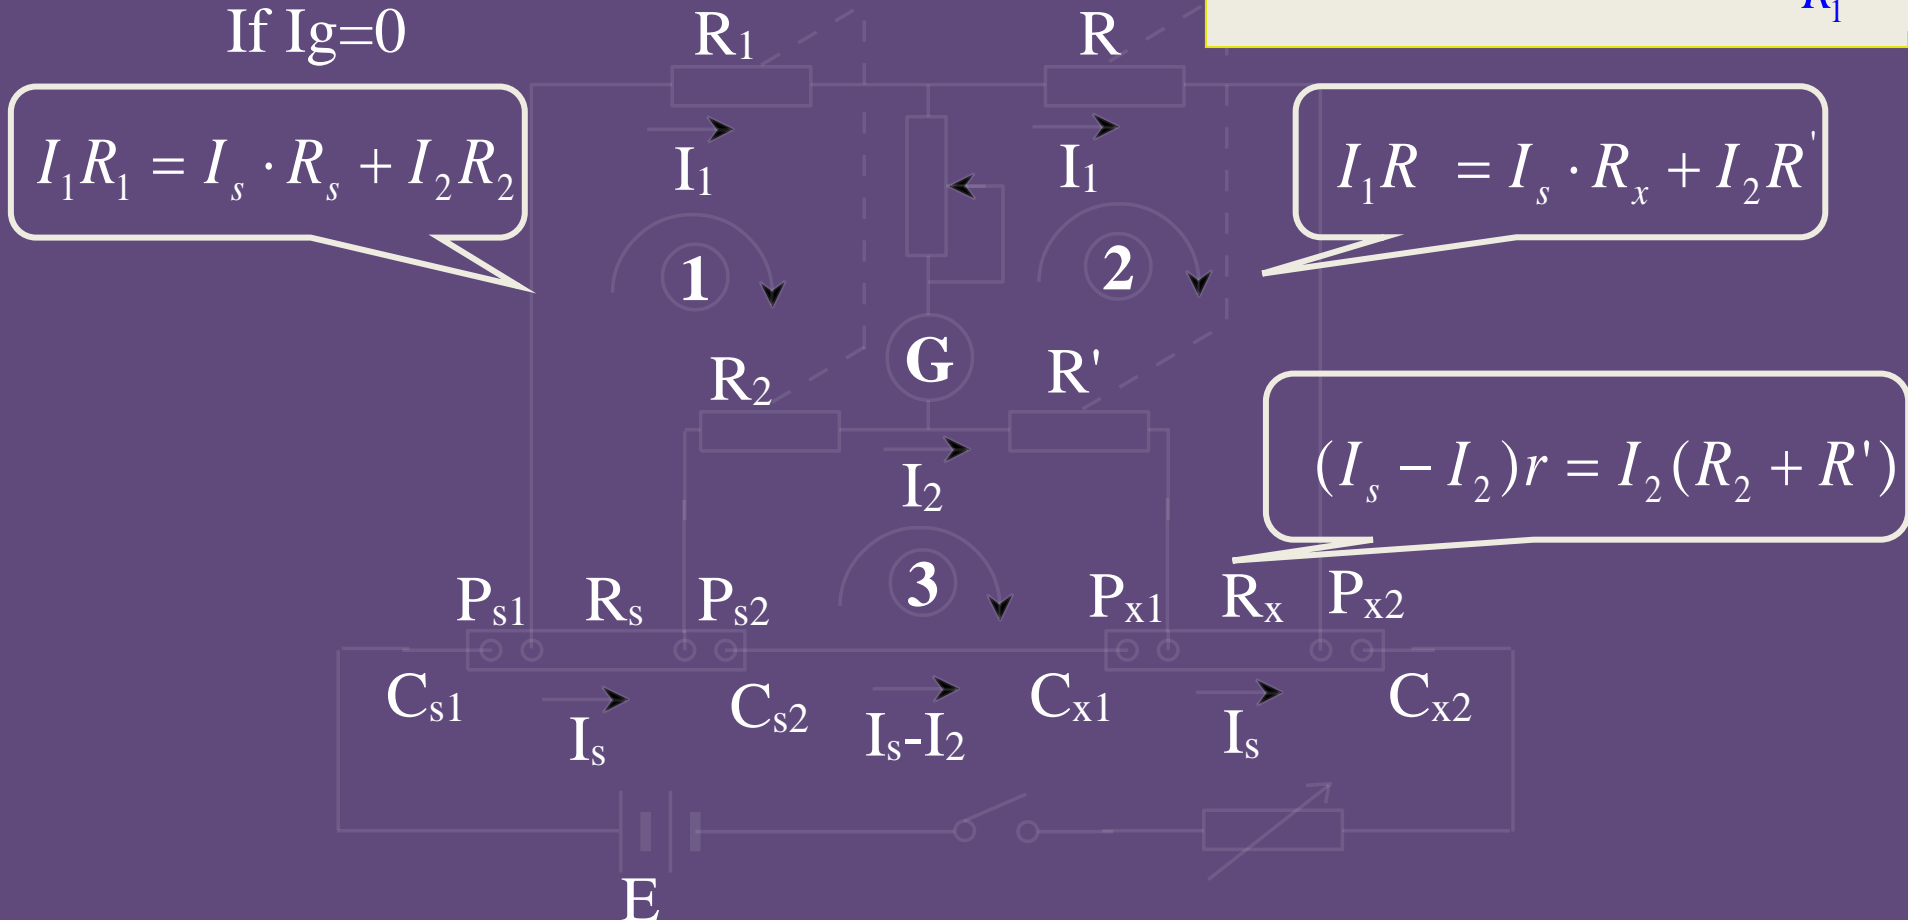 R₁
If Ig=0
R₁
R
I₁R₁ = Iₛ · Rₛ + I₂R₂
I₁R = Iₛ · Rₓ + I₂R'
I₁
I₁
1
2
G
R₂
R'
(Iₛ − I₂)r = I₂(R₂ + R')
I₂
3
Pₛ₁
Rₛ
Pₛ₂
Pₓ₁
Rₓ
Pₓ₂
Cₛ₁
Cₛ₂
Cₓ₁
Cₓ₂
Iₛ
Iₛ-I₂
Iₛ
E